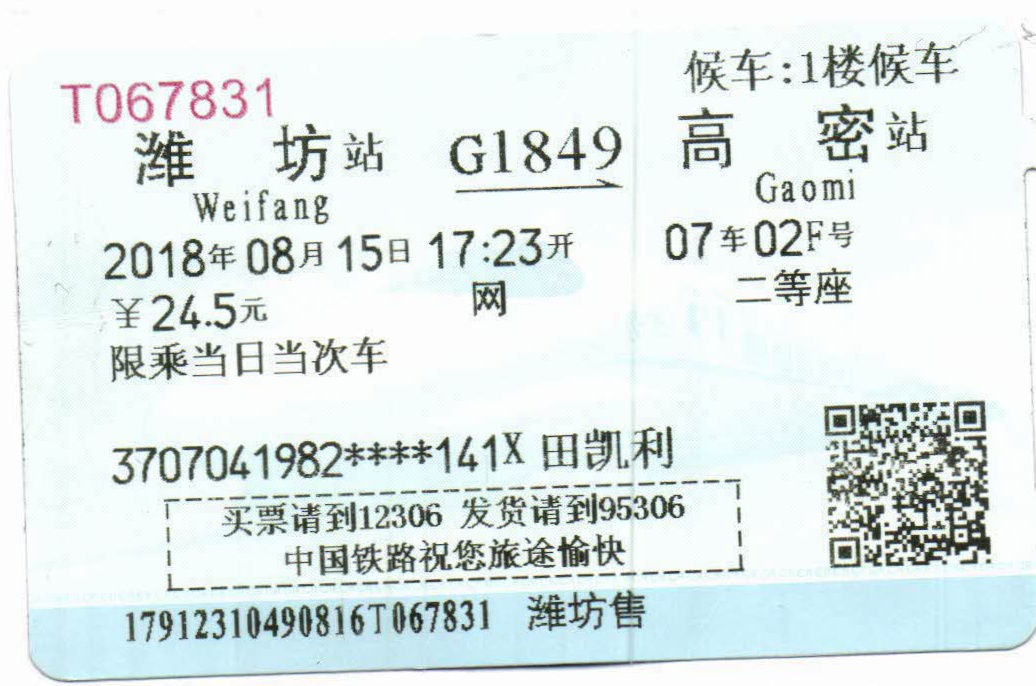 候车:1楼候车
T067831
潍坊站 G1849 高密站
Weifang Gaomi
2018年08月15日 17:23开 07车02F号
￥24.5元 网 二等座
限乘当日当次车
3707041982****141X 田凯利
买票请到12306 发货请到95306
中国铁路祝您旅途愉快
17912310490816T067831 潍坊售